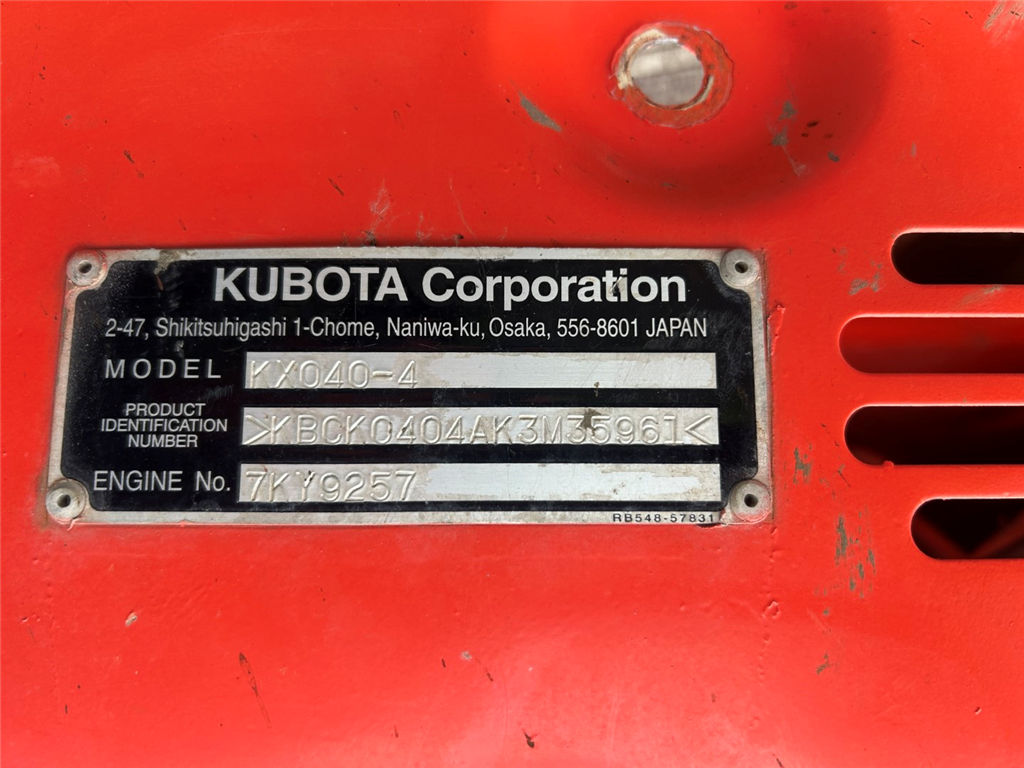 KUBOTA Corporation
2-47, Shikitsuhigashi 1-Chome, Naniwa-ku, Osaka, 556-8601 JAPAN
MODEL KX040-4
PRODUCT
IDENTIFICATION
NUMBER >KBCK0404AK3M35961<
ENGINE No. 7KY9257
RB548-57831